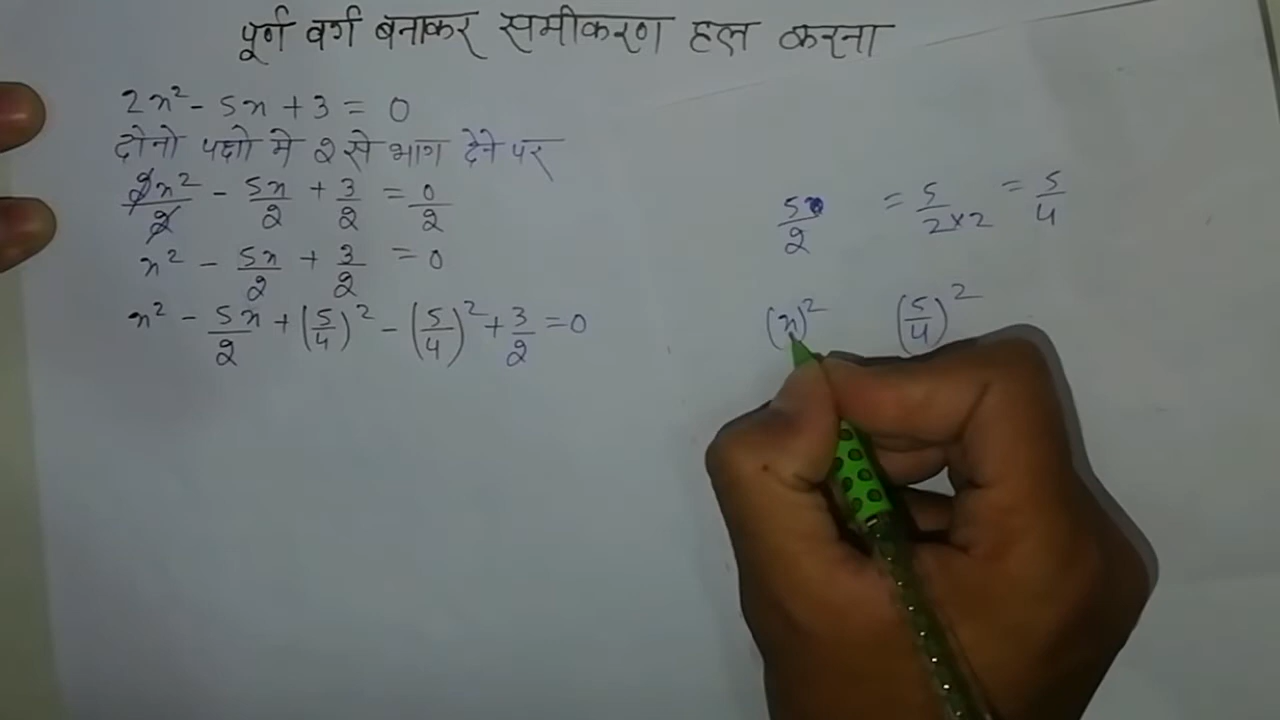 पूर्ण वर्ग बनाकर समीकरण हल करना
2x² - 5x + 3 = 0
दोनो पक्षो मे 2 से भाग देने पर
2x²/2 - 5x/2 + 3/2 = 0/2
x² - 5x/2 + 3/2 = 0
x² - 5x/2 + (5/4)² - (5/4)² + 3/2 = 0
5/2 = 5/2×2 = 5/4
(x)² (5/4)²